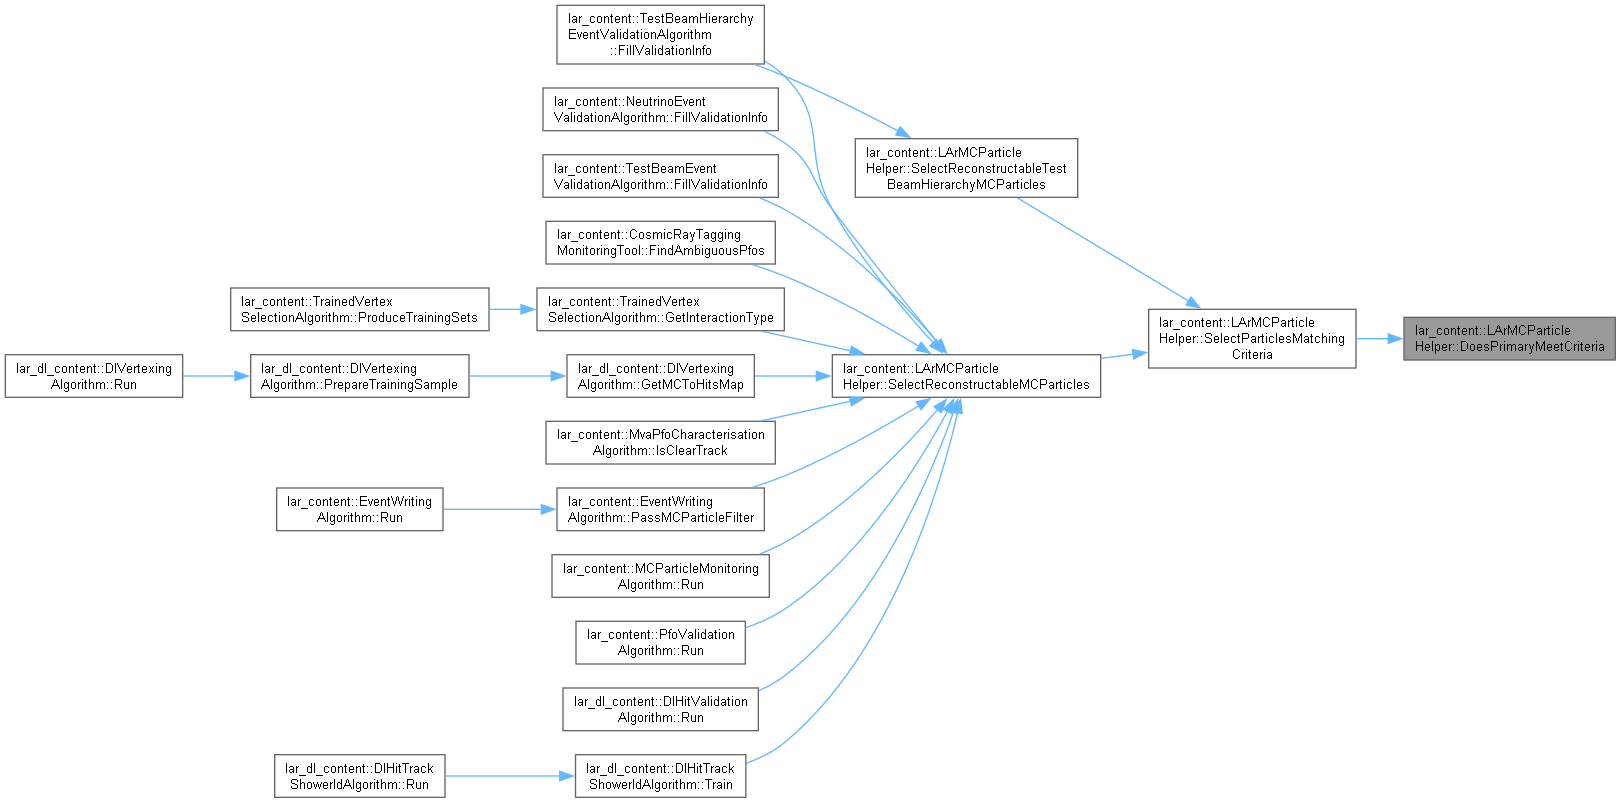 lar_content::TestBeamHierarchy
EventValidationAlgorithm
::FillValidationInfo
lar_content::NeutrinoEvent
ValidationAlgorithm::FillValidationInfo
lar_content::TestBeamEvent
ValidationAlgorithm::FillValidationInfo
lar_content::CosmicRayTagging
MonitoringTool::FindAmbiguousPfos
lar_content::TrainedVertex
SelectionAlgorithm::ProduceTrainingSets
lar_content::TrainedVertex
SelectionAlgorithm::GetInteractionType
lar_dl_content::DlVertexing
Algorithm::Run
lar_dl_content::DlVertexing
Algorithm::PrepareTrainingSample
lar_dl_content::DlVertexing
Algorithm::GetMCToHitsMap
lar_content::MvaPfoCharacterisation
Algorithm::IsClearTrack
lar_content::EventWriting
Algorithm::Run
lar_content::EventWriting
Algorithm::PassMCParticleFilter
lar_content::MCParticleMonitoring
Algorithm::Run
lar_content::PfoValidation
Algorithm::Run
lar_dl_content::DlHitValidation
Algorithm::Run
lar_dl_content::DlHitTrack
ShowerIdAlgorithm::Run
lar_dl_content::DlHitTrack
ShowerIdAlgorithm::Train
lar_content::LArMCParticle
Helper::SelectReconstructableTest
BeamHierarchyMCParticles
lar_content::LArMCParticle
Helper::SelectReconstructableMCParticles
lar_content::LArMCParticle
Helper::SelectParticlesMatching
Criteria
lar_content::LArMCParticle
Helper::DoesPrimaryMeetCriteria